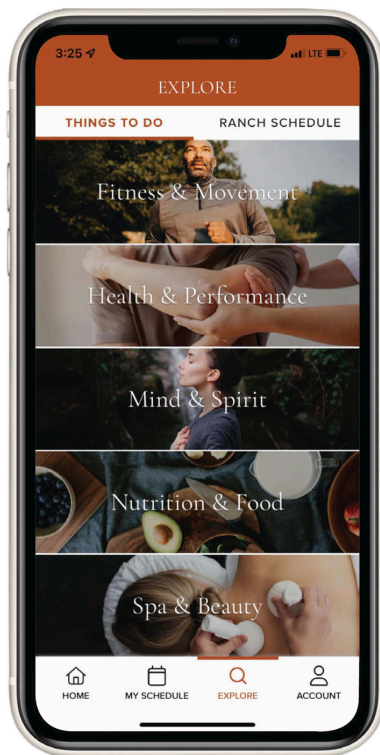 3:25 LTE
EXPLORE
THINGS TO DO RANCH SCHEDULE
Fitness & Movement
Health & Performance
Mind & Spirit
Nutrition & Food
Spa & Beauty
HOME MY SCHEDULE EXPLORE ACCOUNT